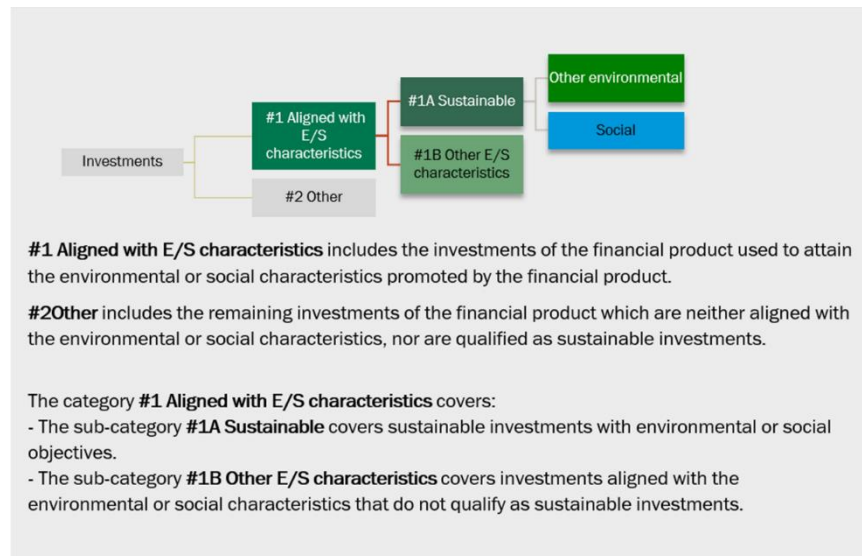 Other environmental
#1A Sustainable
#1 Aligned with
E/S
characteristics
Social
#1B Other E/S
characteristics
Investments
#2 Other
#1 Aligned with E/S characteristics includes the investments of the financial product used to attain
the environmental or social characteristics promoted by the financial product.
#2Other includes the remaining investments of the financial product which are neither aligned with
the environmental or social characteristics, nor are qualified as sustainable investments.
The category #1 Aligned with E/S characteristics covers:
- The sub-category #1A Sustainable covers sustainable investments with environmental or social
objectives.
- The sub-category #1B Other E/S characteristics covers investments aligned with the
environmental or social characteristics that do not qualify as sustainable investments.